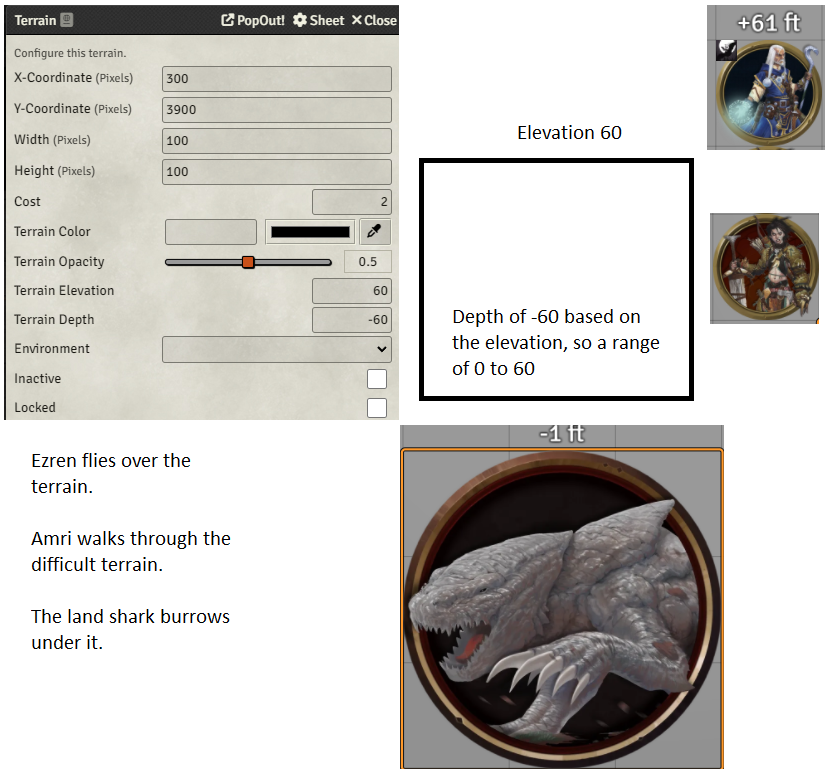 Terrain PopOut! Sheet Close
Configure this terrain.
X-Coordinate (Pixels) 300
Y-Coordinate (Pixels) 3900
Width (Pixels) 100
Height (Pixels) 100
Cost 2
Terrain Color
Terrain Opacity 0.5
Terrain Elevation 60
Terrain Depth -60
Environment
Inactive
Locked
+61 ft
Elevation 60
Depth of -60 based on
the elevation, so a range
of 0 to 60
Ezren flies over the
terrain.
Amri walks through the
difficult terrain.
The land shark burrows
under it.
-1 ft